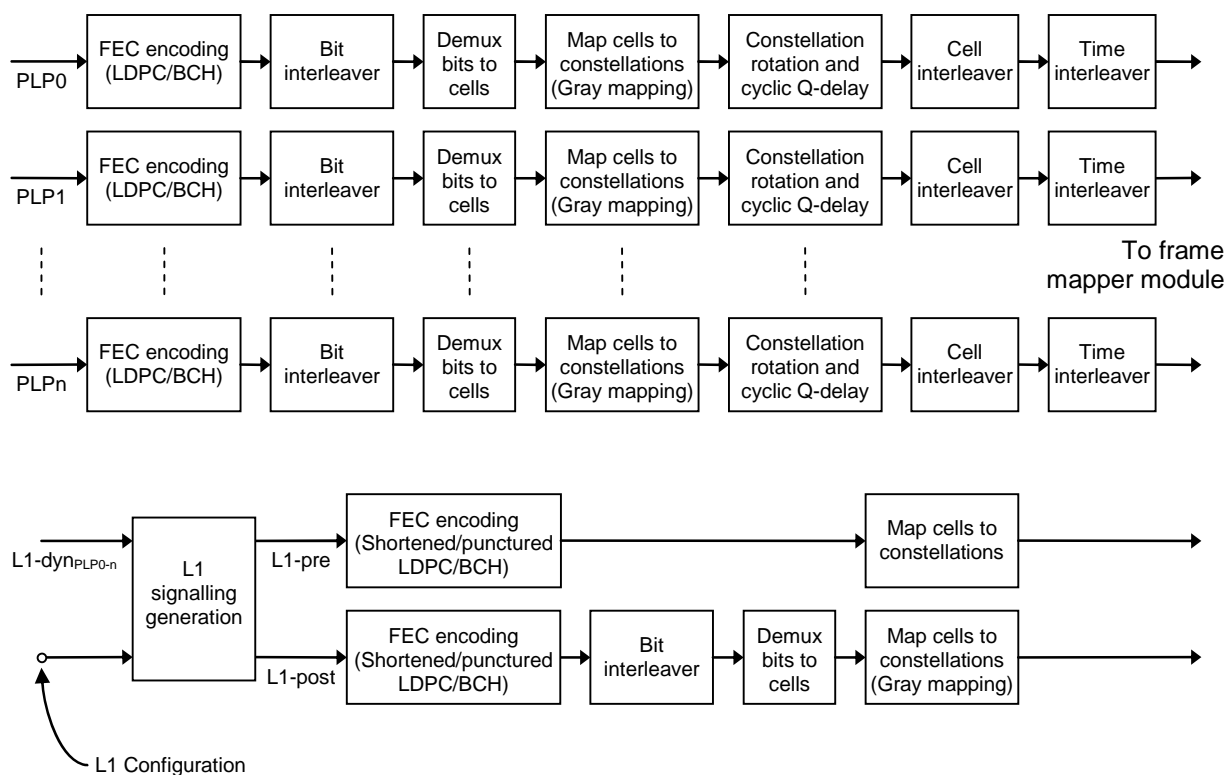 PLP0
FEC encoding
(LDPC/BCH)
Bit
interleaver
Demux
bits to
cells
Map cells to
constellations
(Gray mapping)
Constellation
rotation and
cyclic Q-delay
Cell
interleaver
Time
interleaver
PLP1
FEC encoding
(LDPC/BCH)
Bit
interleaver
Demux
bits to
cells
Map cells to
constellations
(Gray mapping)
Constellation
rotation and
cyclic Q-delay
Cell
interleaver
Time
interleaver
To frame
mapper module
PLPn
FEC encoding
(LDPC/BCH)
Bit
interleaver
Demux
bits to
cells
Map cells to
constellations
(Gray mapping)
Constellation
rotation and
cyclic Q-delay
Cell
interleaver
Time
interleaver
L1-dynPLP0-n
L1
signalling
generation
L1-pre
FEC encoding
(Shortened/punctured
LDPC/BCH)
Map cells to
constellations
L1-post
FEC encoding
(Shortened/punctured
LDPC/BCH)
Bit
interleaver
Demux
bits to
cells
Map cells to
constellations
(Gray mapping)
L1 Configuration